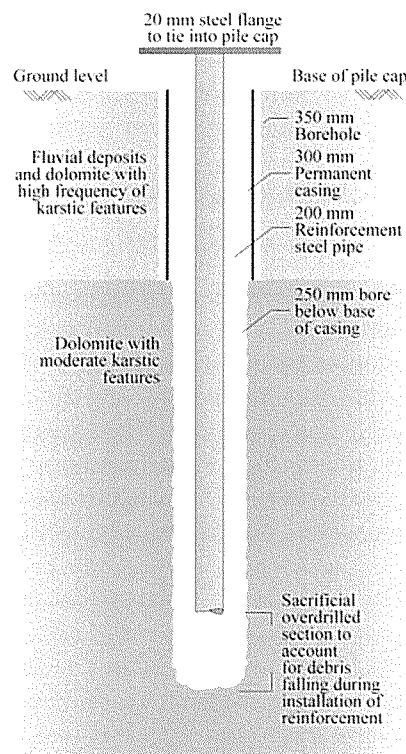 20 mm steel flange
to tie into pile cap
Ground level
Base of pile cap
350 mm
Borehole
Fluvial deposits
and dolomite with
high frequency of
karstic features
300 mm
Permanent
casing
200 mm
Reinforcement
steel pipe
250 mm bore
below base
of casing
Dolomite with
moderate karstic
features
Sacrificial
overdrilled
section to
account
for debris
falling during
installation of
reinforcement